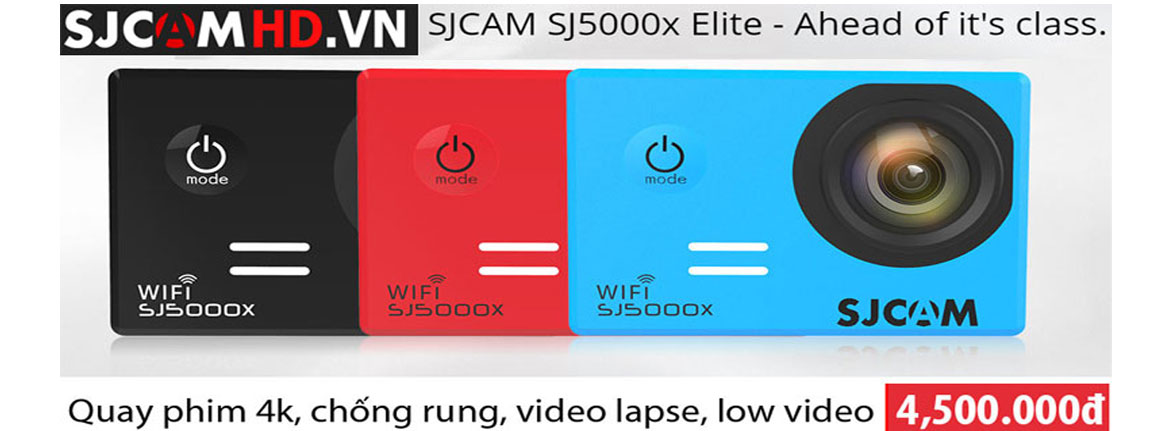 SJCAMHD.VN
SJCAM SJ5000x Elite - Ahead of it's class.
mode
mode
mode
WIFi
SJ5000X
WIFi
SJ5000X
WIFi
SJ5000X
SJCAM
Quay phim 4k, chống rung, video lapse, low video 4,500.000đ